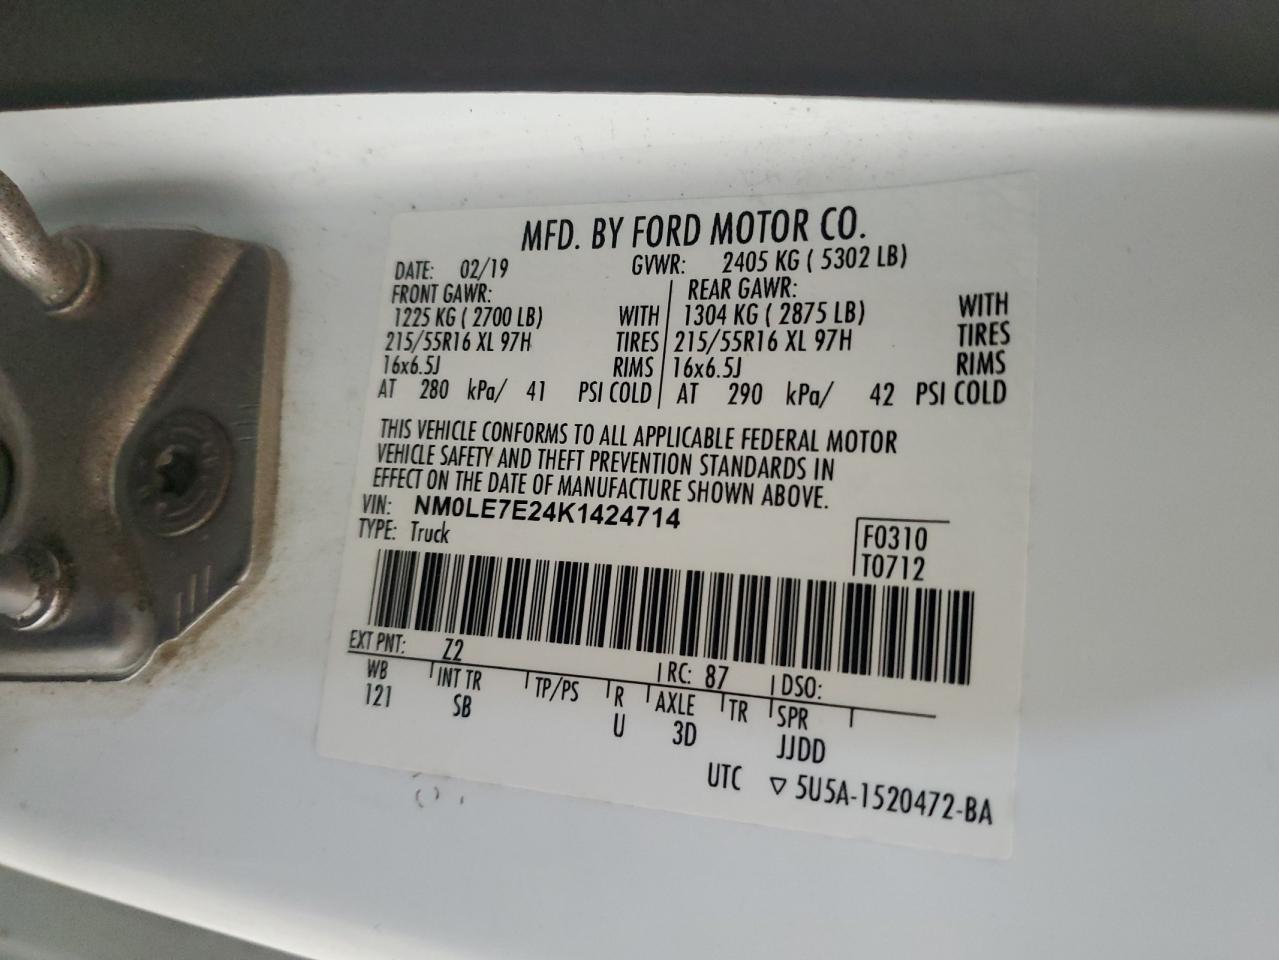 MFD. BY FORD MOTOR CO.
DATE: 02/19 GVWR: 2405 KG ( 5302 LB)
FRONT GAWR: REAR GAWR:
1225 KG ( 2700 LB) WITH 1304 KG ( 2875 LB) WITH
215/55R16 XL 97H TIRES 215/55R16 XL 97H TIRES
16x6.5J RIMS 16x6.5J RIMS
AT 280 kPa/ 41 PSI COLD AT 290 kPa/ 42 PSI COLD
THIS VEHICLE CONFORMS TO ALL APPLICABLE FEDERAL MOTOR
VEHICLE SAFETY AND THEFT PREVENTION STANDARDS IN
EFFECT ON THE DATE OF MANUFACTURE SHOWN ABOVE.
VIN: NM0LE7E24K1424714
TYPE: Truck
F0310
T0712
EXT PNT: Z2 RC: 87 DSO:
WB INT TR TP/PS R AXLE TR SPR
121 SB U 3D JJDD
UTC ▽ 5U5A-1520472-BA